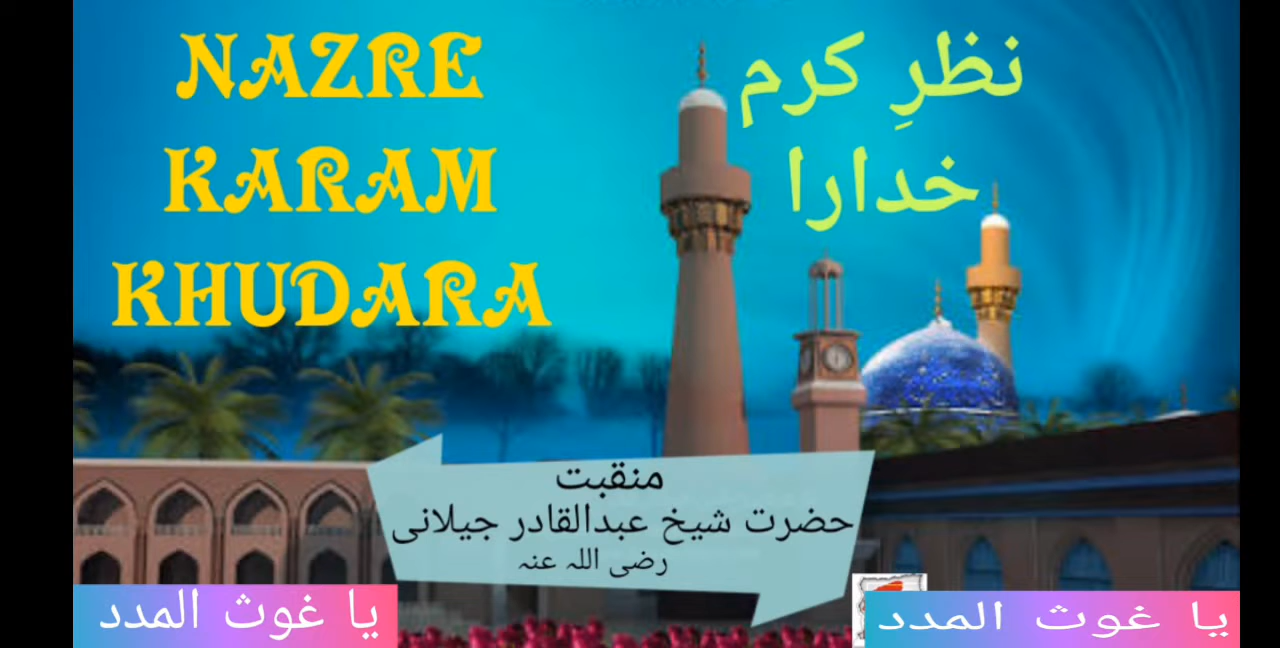 NAZRE
KARAM
KHUDARA
نظرِ کرم
خدارا
منقبت
حضرت شیخ عبدالقادر جیلانی
رضی اللہ عنہ
یا غوث المدد
یا غوث المدد